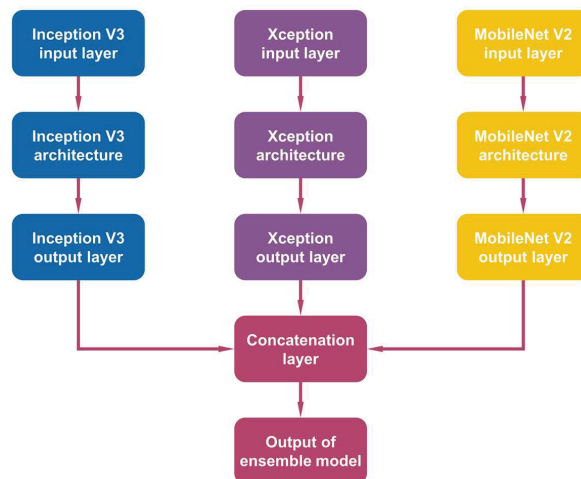 Inception V3
input layer
Xception
input layer
MobileNet V2
input layer
Inception V3
architecture
Xception
architecture
MobileNet V2
architecture
Inception V3
output layer
Xception
output layer
MobileNet V2
output layer
Concatenation
layer
Output of
ensemble model